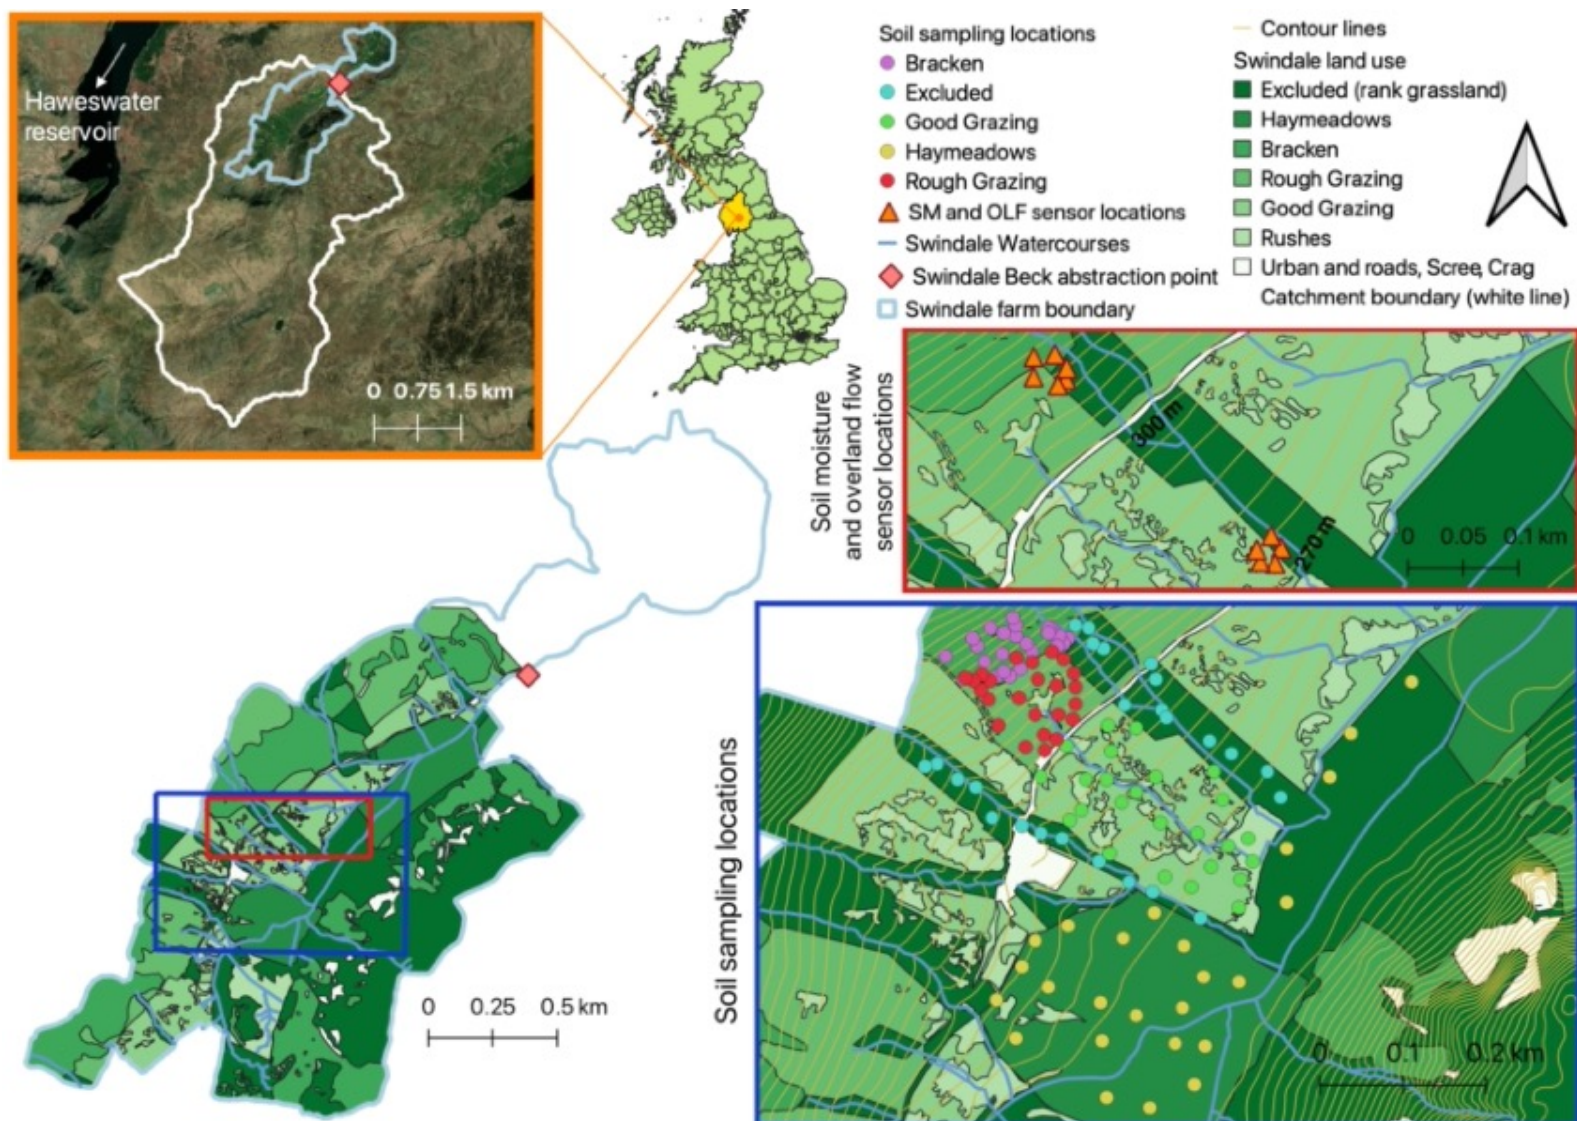 Haweswater
reservoir
0 0.75 1.5 km
Soil sampling locations
Bracken
Excluded
Good Grazing
Haymeadows
Rough Grazing
SM and OLF sensor locations
Swindale Watercourses
Swindale Beck abstraction point
Swindale farm boundary
Contour lines
Swindale land use
Excluded (rank grassland)
Haymeadows
Bracken
Rough Grazing
Good Grazing
Rushes
Urban and roads, Scree, Crag
Catchment boundary (white line)
Soil moisture
and overland flow
sensor locations
300 m
270 m
0 0.05 0.1 km
0 0.25 0.5 km
Soil sampling locations
0 0.1 0.2 km